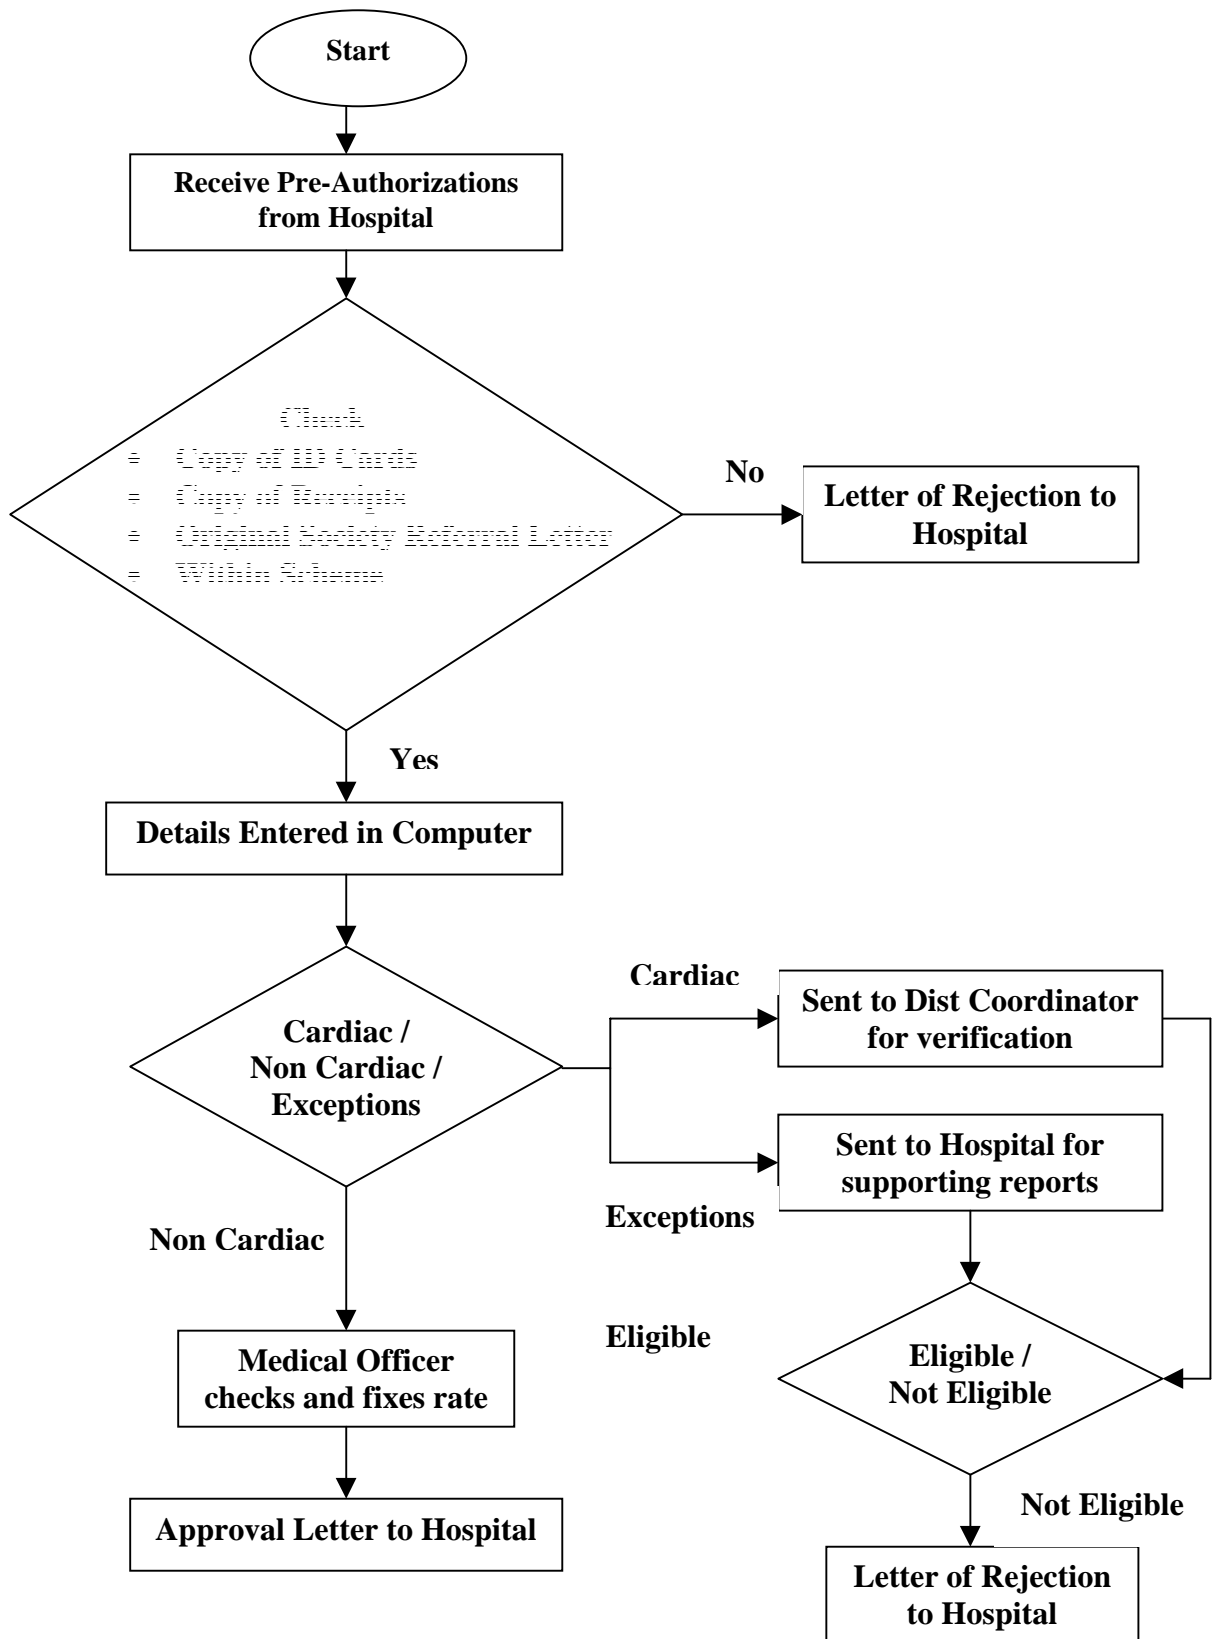 Start
Receive Pre-Authorizations
from Hospital
Check
• Copy of ID Cards
• Copy of Receipts
• Original Society Referral Letter
• Within Scheme
No
Letter of Rejection to
Hospital
Yes
Details Entered in Computer
Cardiac /
Non Cardiac /
Exceptions
Cardiac
Sent to Dist Coordinator
for verification
Sent to Hospital for
supporting reports
Exceptions
Non Cardiac
Medical Officer
checks and fixes rate
Eligible
Eligible /
Not Eligible
Approval Letter to Hospital
Not Eligible
Letter of Rejection
to Hospital